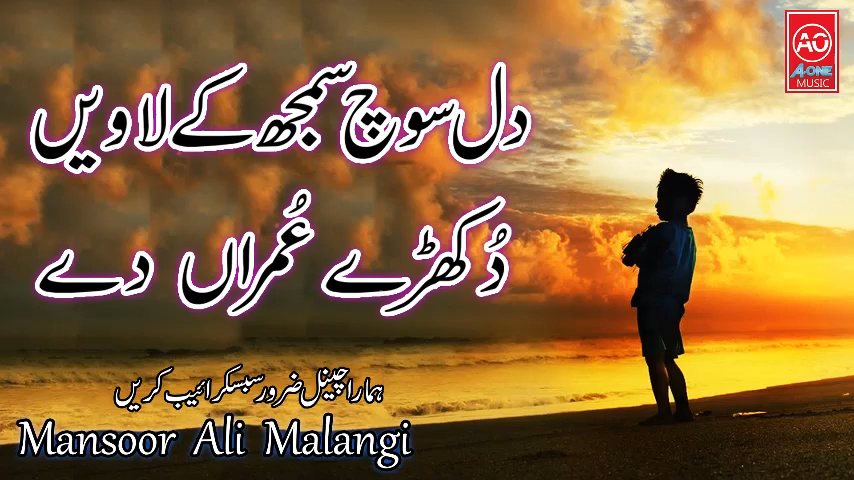 AO
A-ONE
MUSIC
دل سوچ سمجھ کے لاویں
دُکھڑے عُمراں دے
ہمارا چینل ضرور سبسکرائیب کریں
Mansoor Ali Malangi